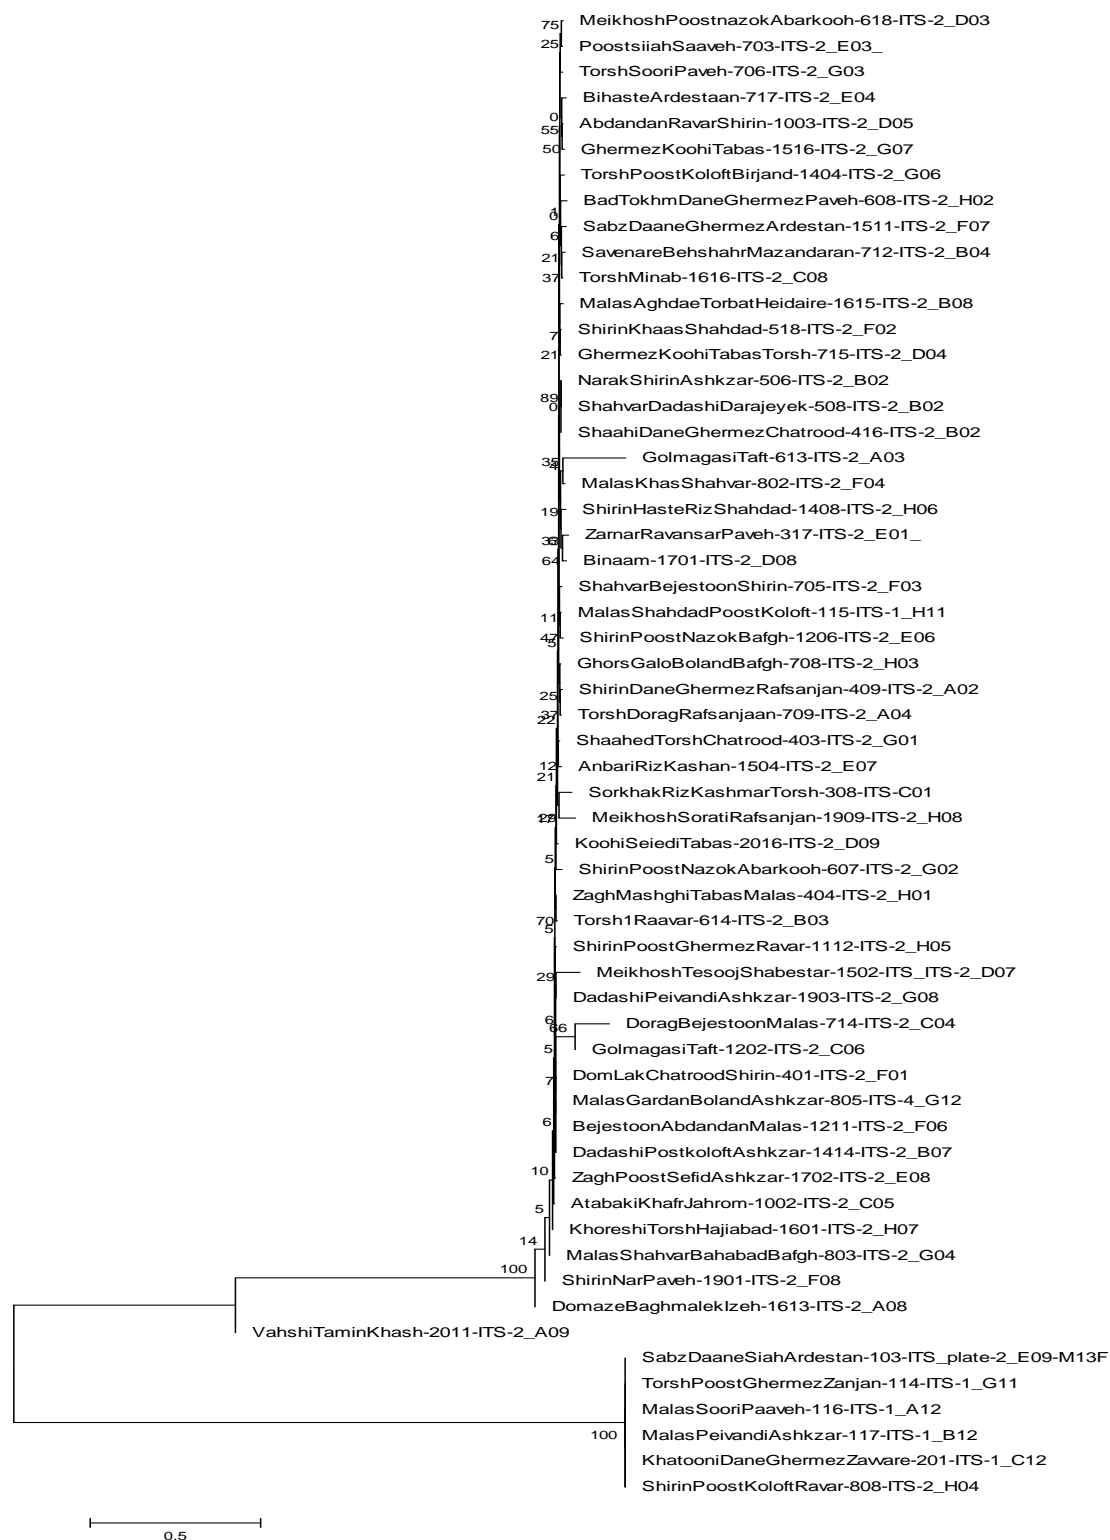 MeikhoshPoostnazokAbarkooh-618-ITS-2_D03
75
25
PoostsiiahSaaveh-703-ITS-2_E03_
TorshSooriPaveh-706-ITS-2_G03
BihasteArdestaan-717-ITS-2_E04
0
AbdandanRavarShirin-1003-ITS-2_D05
55
50
GhermezKoohiTabas-1516-ITS-2_G07
TorshPoostKoloftBirjand-1404-ITS-2_G06
BadTokhmDaneGhermezPaveh-608-ITS-2_H02
1
0
SabzDaaneGhermezArdestan-1511-ITS-2_F07
6
SavenareBehshahrMazandaran-712-ITS-2_B04
21
37
TorshMinab-1616-ITS-2_C08
MalasAghdaeTorbatHeidaire-1615-ITS-2_B08
ShirinKhaasShahdad-518-ITS-2_F02
7
21
GhermezKoohiTabasTorsh-715-ITS-2_D04
NarakShirinAshkzar-506-ITS-2_B02
89
0
ShahvarDadashiDarajeyek-508-ITS-2_B02
ShaahiDaneGhermezChatrood-416-ITS-2_B02
GolmagasiTaft-613-ITS-2_A03
MalasKhasShahvar-802-ITS-2_F04
19
ShirinHasteRizShahdad-1408-ITS-2_H06
ZarnarRavansarPaveh-317-ITS-2_E01_
64
Binaam-1701-ITS-2_D08
ShahvarBejestoonShirin-705-ITS-2_F03
MalasShahdadPoostKoloft-115-ITS-1_H11
11
47
5
ShirinPoostNazokBafgh-1206-ITS-2_E06
GhorsGaloBolandBafgh-708-ITS-2_H03
ShirinDaneGhermezRafsanjan-409-ITS-2_A02
25
37
22
TorshDoragRafsanjaan-709-ITS-2_A04
ShaahedTorshChatrood-403-ITS-2_G01
12
AnbariRizKashan-1504-ITS-2_E07
21
SorkhakRizKashmarTorsh-308-ITS-C01
MeikhoshSoratiRafsanjan-1909-ITS-2_H08
KoohiSeiediTabas-2016-ITS-2_D09
5
ShirinPoostNazokAbarkooh-607-ITS-2_G02
ZaghMashghiTabasMalas-404-ITS-2_H01
70
5
Torsh1Raavar-614-ITS-2_B03
ShirinPoostGhermezRavar-1112-ITS-2_H05
29
MeikhoshTesoojShabestar-1502-ITS_ITS-2_D07
DadashiPeivandiAshkzar-1903-ITS-2_G08
6
66
DoragBejestoonMalas-714-ITS-2_C04
5
GolmagasiTaft-1202-ITS-2_C06
7
DomLakChatroodShirin-401-ITS-2_F01
MalasGardanBolandAshkzar-805-ITS-4_G12
6
BejestoonAbdandanMalas-1211-ITS-2_F06
DadashiPostkoloftAshkzar-1414-ITS-2_B07
10
ZaghPoostSefidAshkzar-1702-ITS-2_E08
5
AtabakiKhafrJahrom-1002-ITS-2_C05
KhoreshiTorshHajiabad-1601-ITS-2_H07
14
MalasShahvarBahabadBafgh-803-ITS-2_G04
100
ShirinNarPaveh-1901-ITS-2_F08
DomazeBaghmalekIzeh-1613-ITS-2_A08
VahshiTaminKhash-2011-ITS-2_A09
SabzDaaneSiahArdestan-103-ITS_plate-2_E09-M13F
TorshPoostGhermezZanjan-114-ITS-1_G11
MalasSooriPaaveh-116-ITS-1_A12
100
MalasPeivandiAshkzar-117-ITS-1_B12
KhatooniDaneGhermezZaware-201-ITS-1_C12
ShirinPoostKoloftRavar-808-ITS-2_H04
0.5